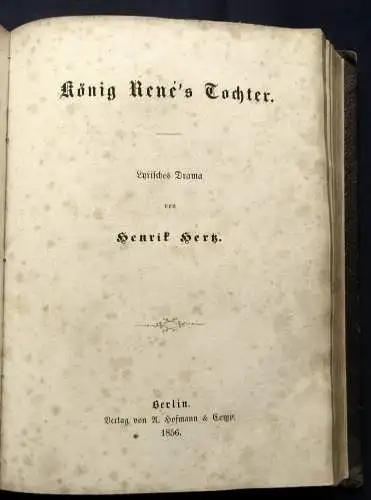 König René's Tochter.
Lyrisches Drama
von
Henrik Hertz.
Berlin.
Verlag von A. Hofmann & Comp.
1856.